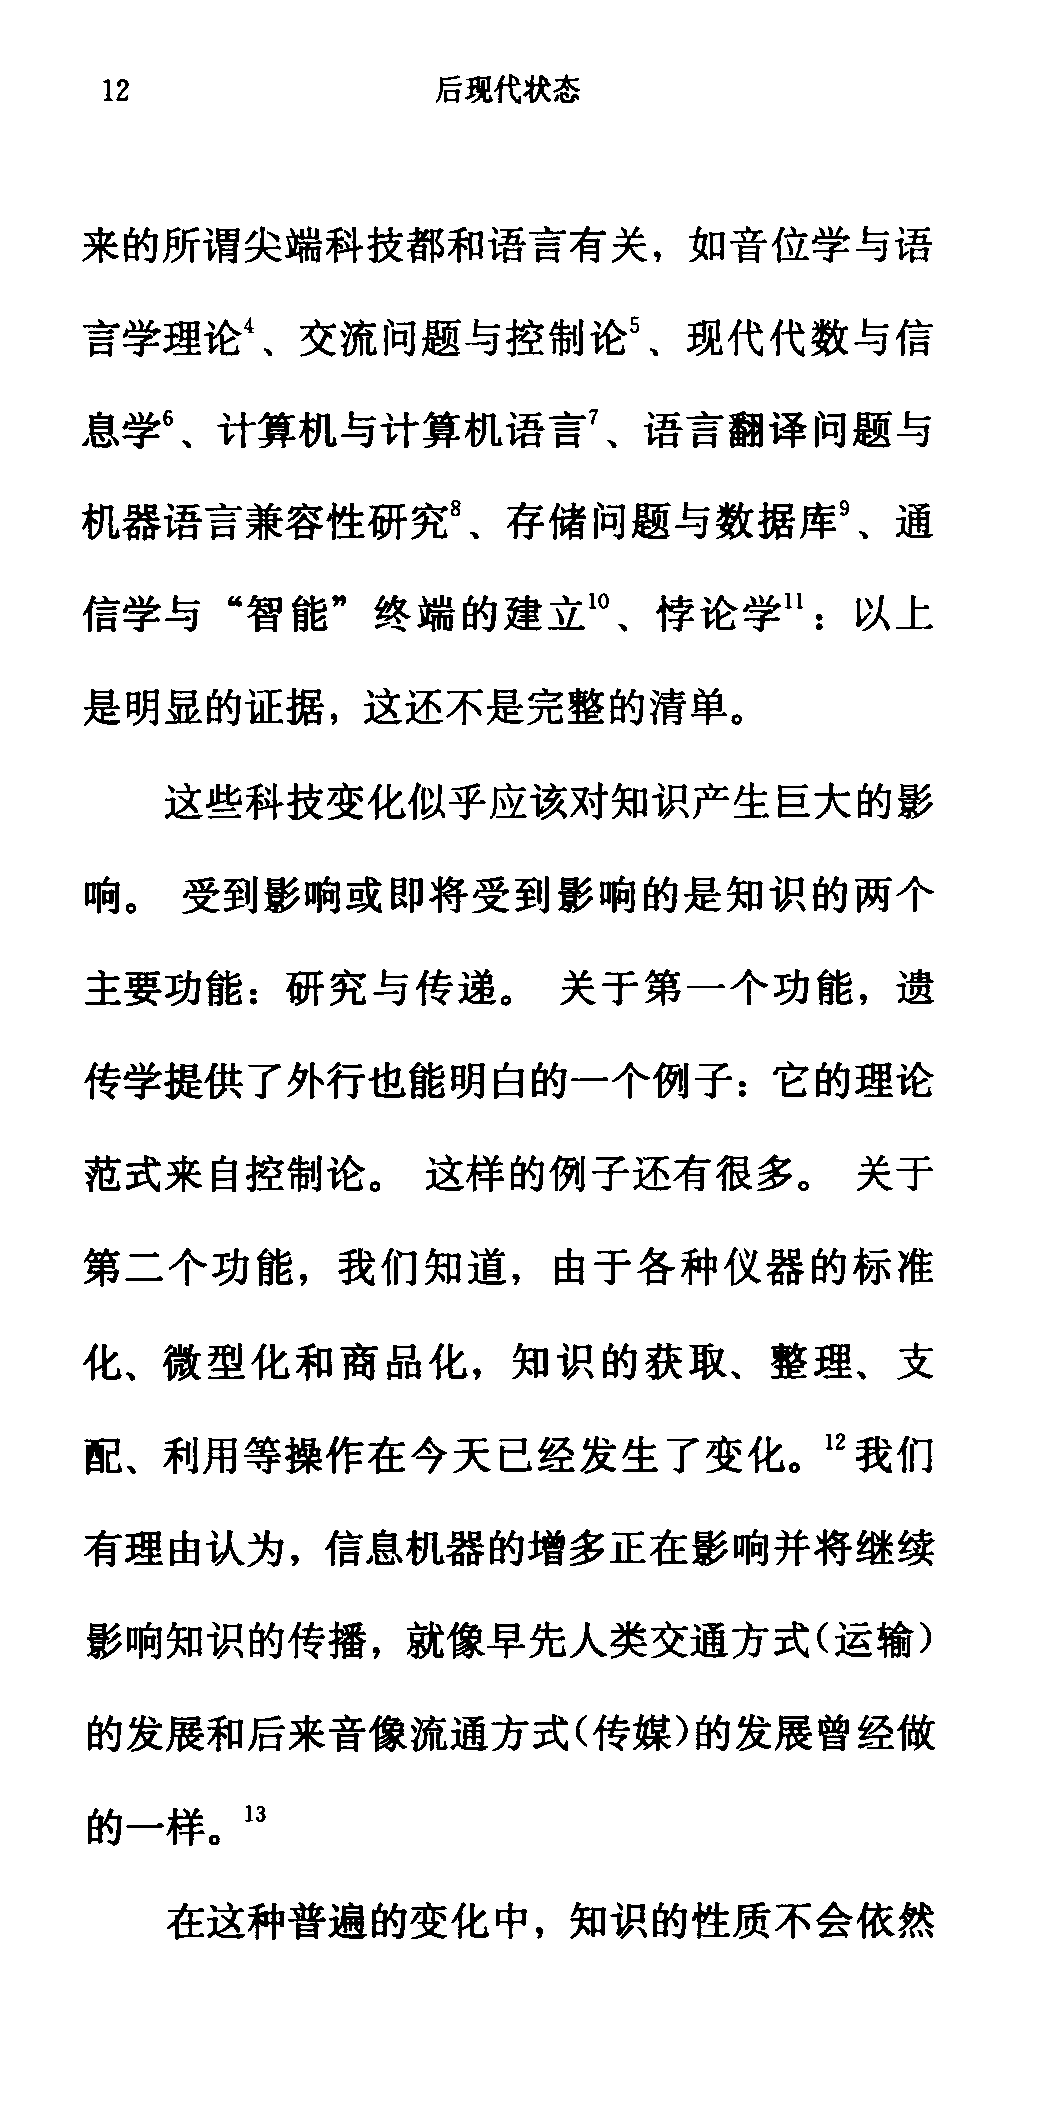 12 后现代状态
来的所谓尖端科技都和语言有关，如音位学与语
言学理论⁴、交流问题与控制论⁵、现代代数与信
息学⁶、计算机与计算机语言⁷、语言翻译问题与
机器语言兼容性研究⁸、存储问题与数据库⁹、通
信学与“智能”终端的建立¹⁰、悖论学¹¹：以上
是明显的证据，这还不是完整的清单。
这些科技变化似乎应该对知识产生巨大的影
响。 受到影响或即将受到影响的是知识的两个
主要功能：研究与传递。 关于第一个功能，遗
传学提供了外行也能明白的一个例子：它的理论
范式来自控制论。 这样的例子还有很多。 关于
第二个功能，我们知道，由于各种仪器的标准
化、微型化和商品化，知识的获取、整理、支
配、利用等操作在今天已经发生了变化。¹²我们
有理由认为，信息机器的增多正在影响并将继续
影响知识的传播，就像早先人类交通方式（运输）
的发展和后来音像流通方式（传媒）的发展曾经做
的一样。¹³
在这种普遍的变化中，知识的性质不会依然